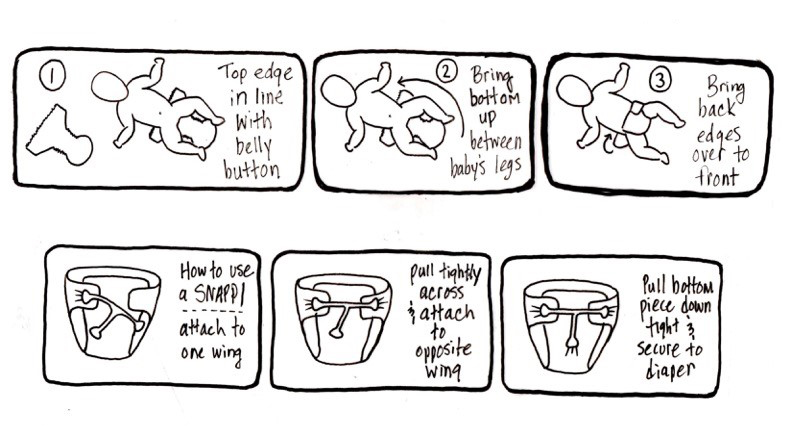 1
Top edge
in line
with
belly
button
2
Bring
bottom
up
between
baby's legs
3
Bring
back
edges
over to
front
How to use
a SNAPPI
attach to
one wing
pull tightly
across
& attach
to
opposite
wing
Pull bottom
piece down
tight &
secure to
diaper